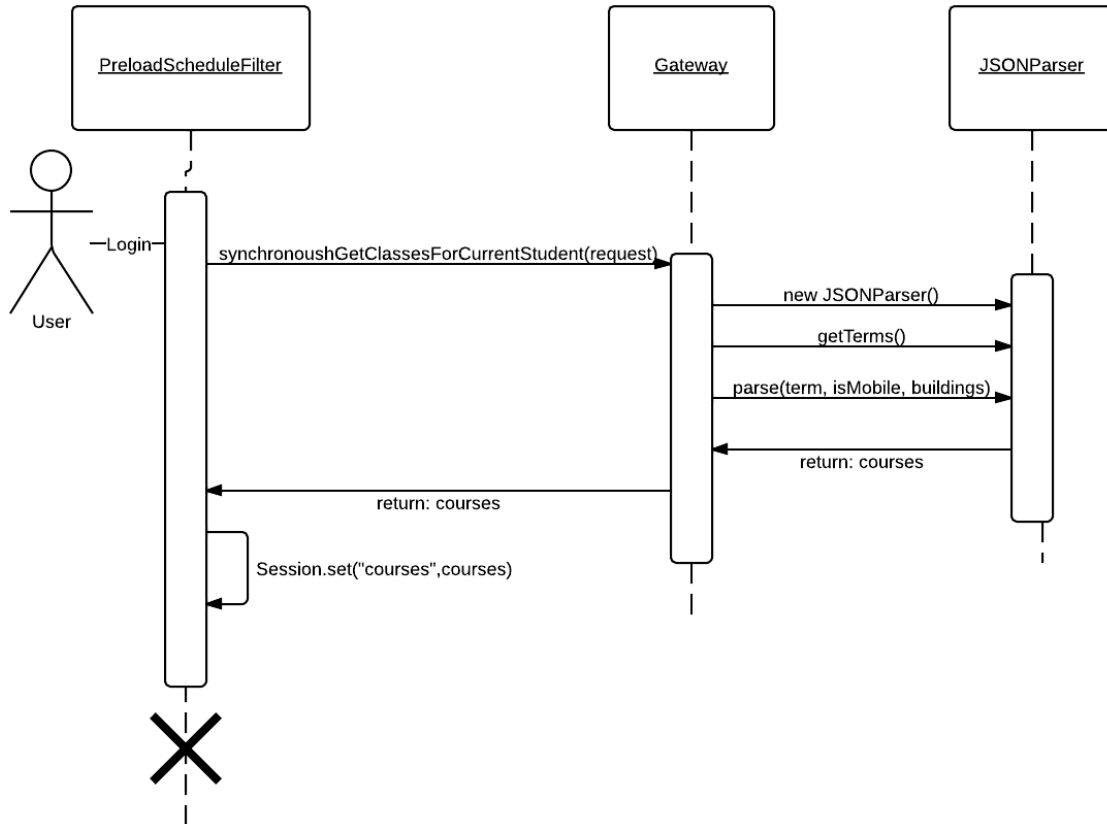 PreloadScheduleFilter
Gateway
JSONParser
Login
User
synchronoushGetClassesForCurrentStudent(request)
new JSONParser()
getTerms()
parse(term, isMobile, buildings)
return: courses
return: courses
Session.set("courses",courses)